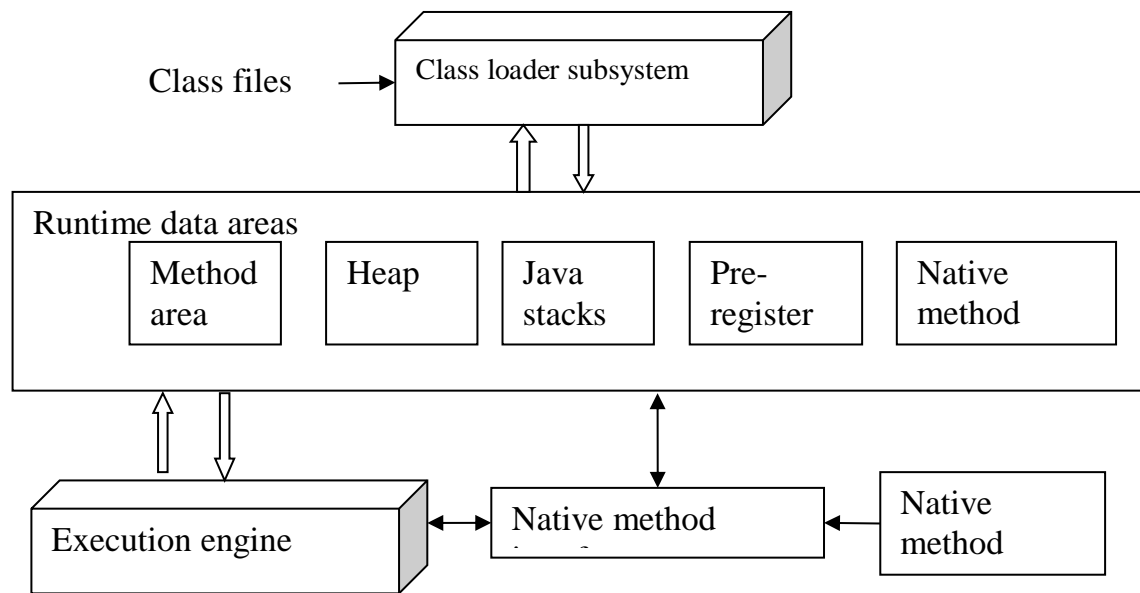 Class files
Class loader subsystem
Runtime data areas
Method
area
Heap
Java
stacks
Pre-
register
Native
method
Execution engine
Native method
Native
method